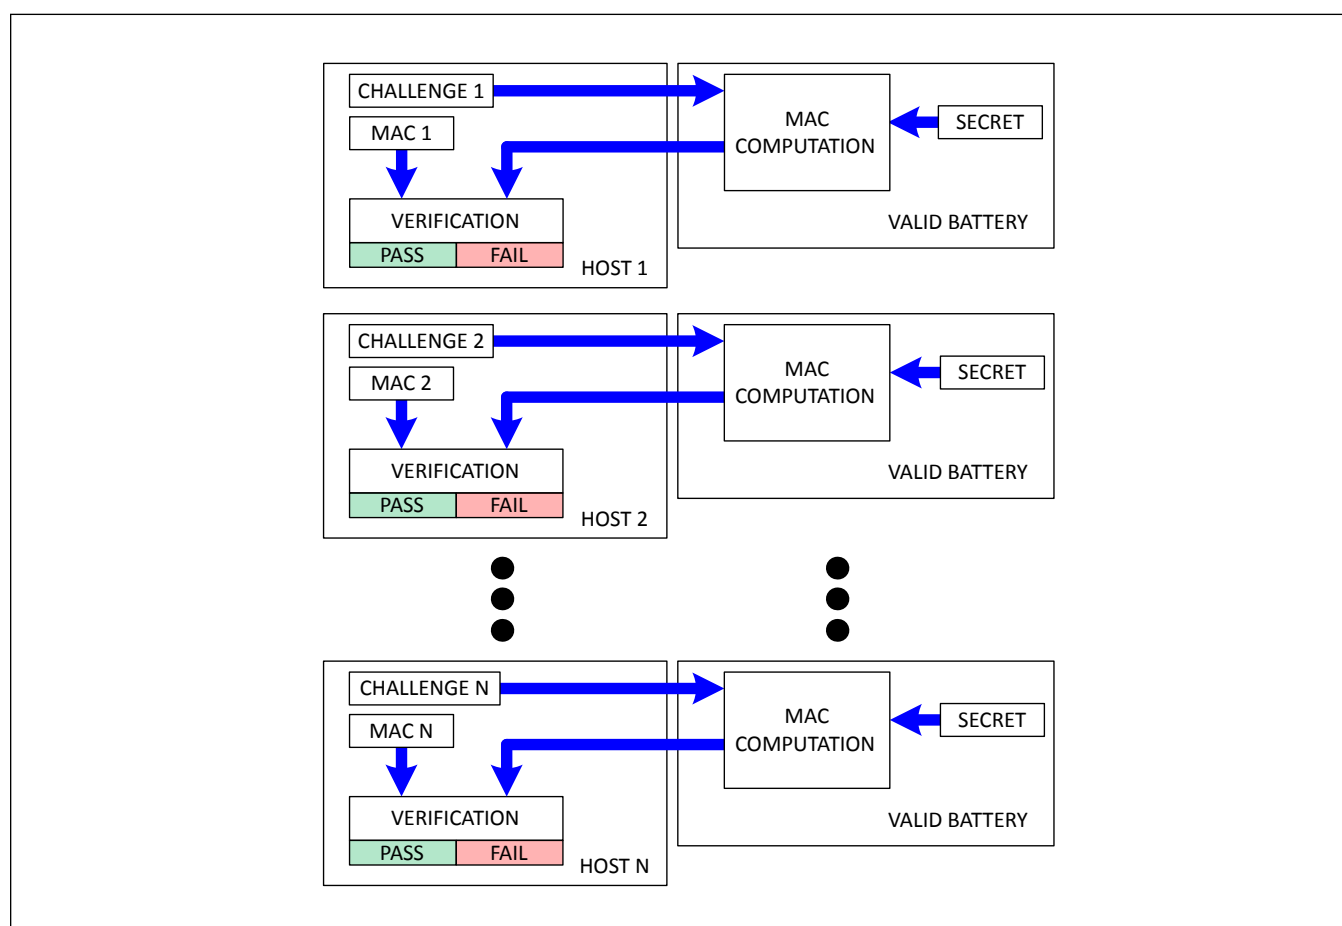 CHALLENGE 1
MAC 1
VERIFICATION
PASS
FAIL
HOST 1
MAC
COMPUTATION
SECRET
VALID BATTERY
CHALLENGE 2
MAC 2
VERIFICATION
PASS
FAIL
HOST 2
MAC
COMPUTATION
SECRET
VALID BATTERY
CHALLENGE N
MAC N
VERIFICATION
PASS
FAIL
HOST N
MAC
COMPUTATION
SECRET
VALID BATTERY